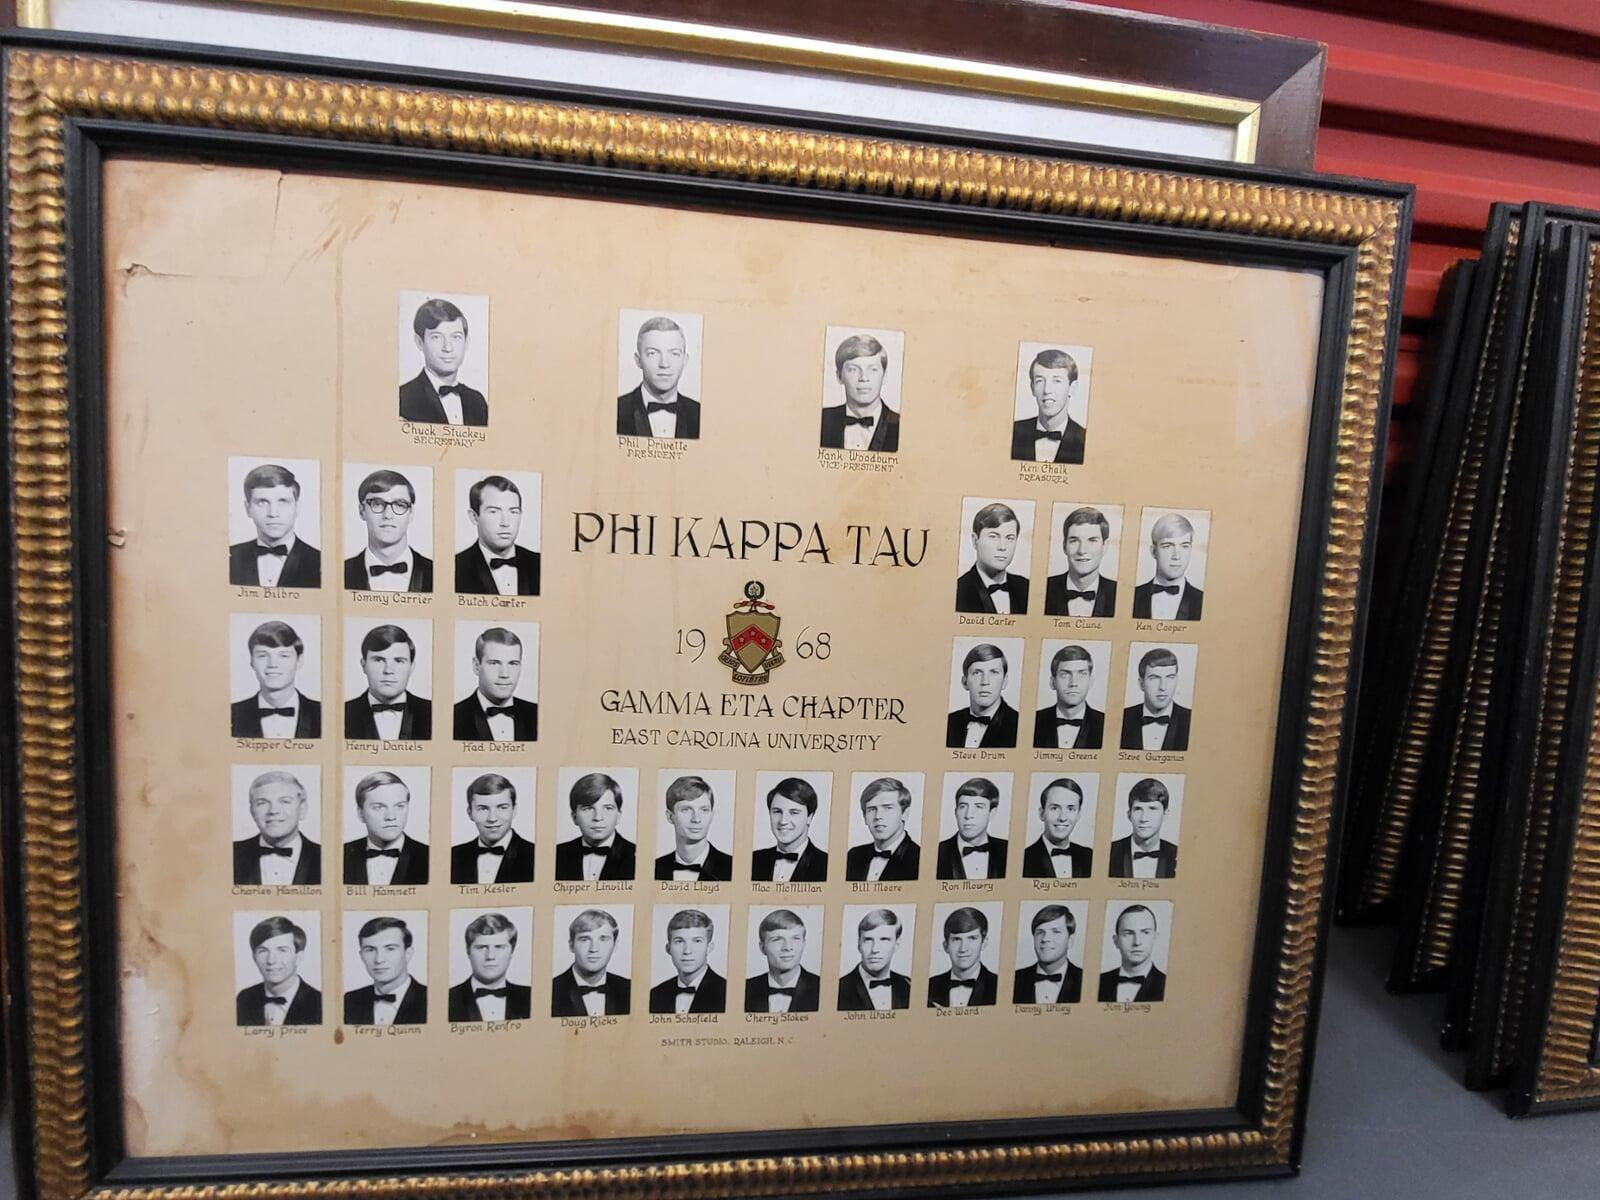 Chuck Stuckey
SECRETARY
Phil Privette
PRESIDENT
Hank Woodburn
VICE-PRESIDENT
Ken Chalk
TREASURER
Jim Bilbro
Tommy Carrier
Butch Carter
PHI KAPPA TAU
David Carter
Tom Clune
Ken Cooper
19 68
GAMMA ETA CHAPTER
EAST CAROLINA UNIVERSITY
Skipper Crow
Henry Daniels
Had DeHart
Steve Drum
Jimmy Greene
Steve Gurganus
Charles Hamilton
Bill Hamnett
Tim Kesler
Chipper Linville
David Lloyd
Mac McMillan
Bill Moore
Ron Mowry
Ray Owen
John Pou
Larry Price
Terry Quinn
Byron Renfro
Doug Ricks
John Schofield
Cherry Stokes
John Wade
Dee Ward
Danny Wiley
Jim Young
SMITH STUDIO, RALEIGH, N.C.